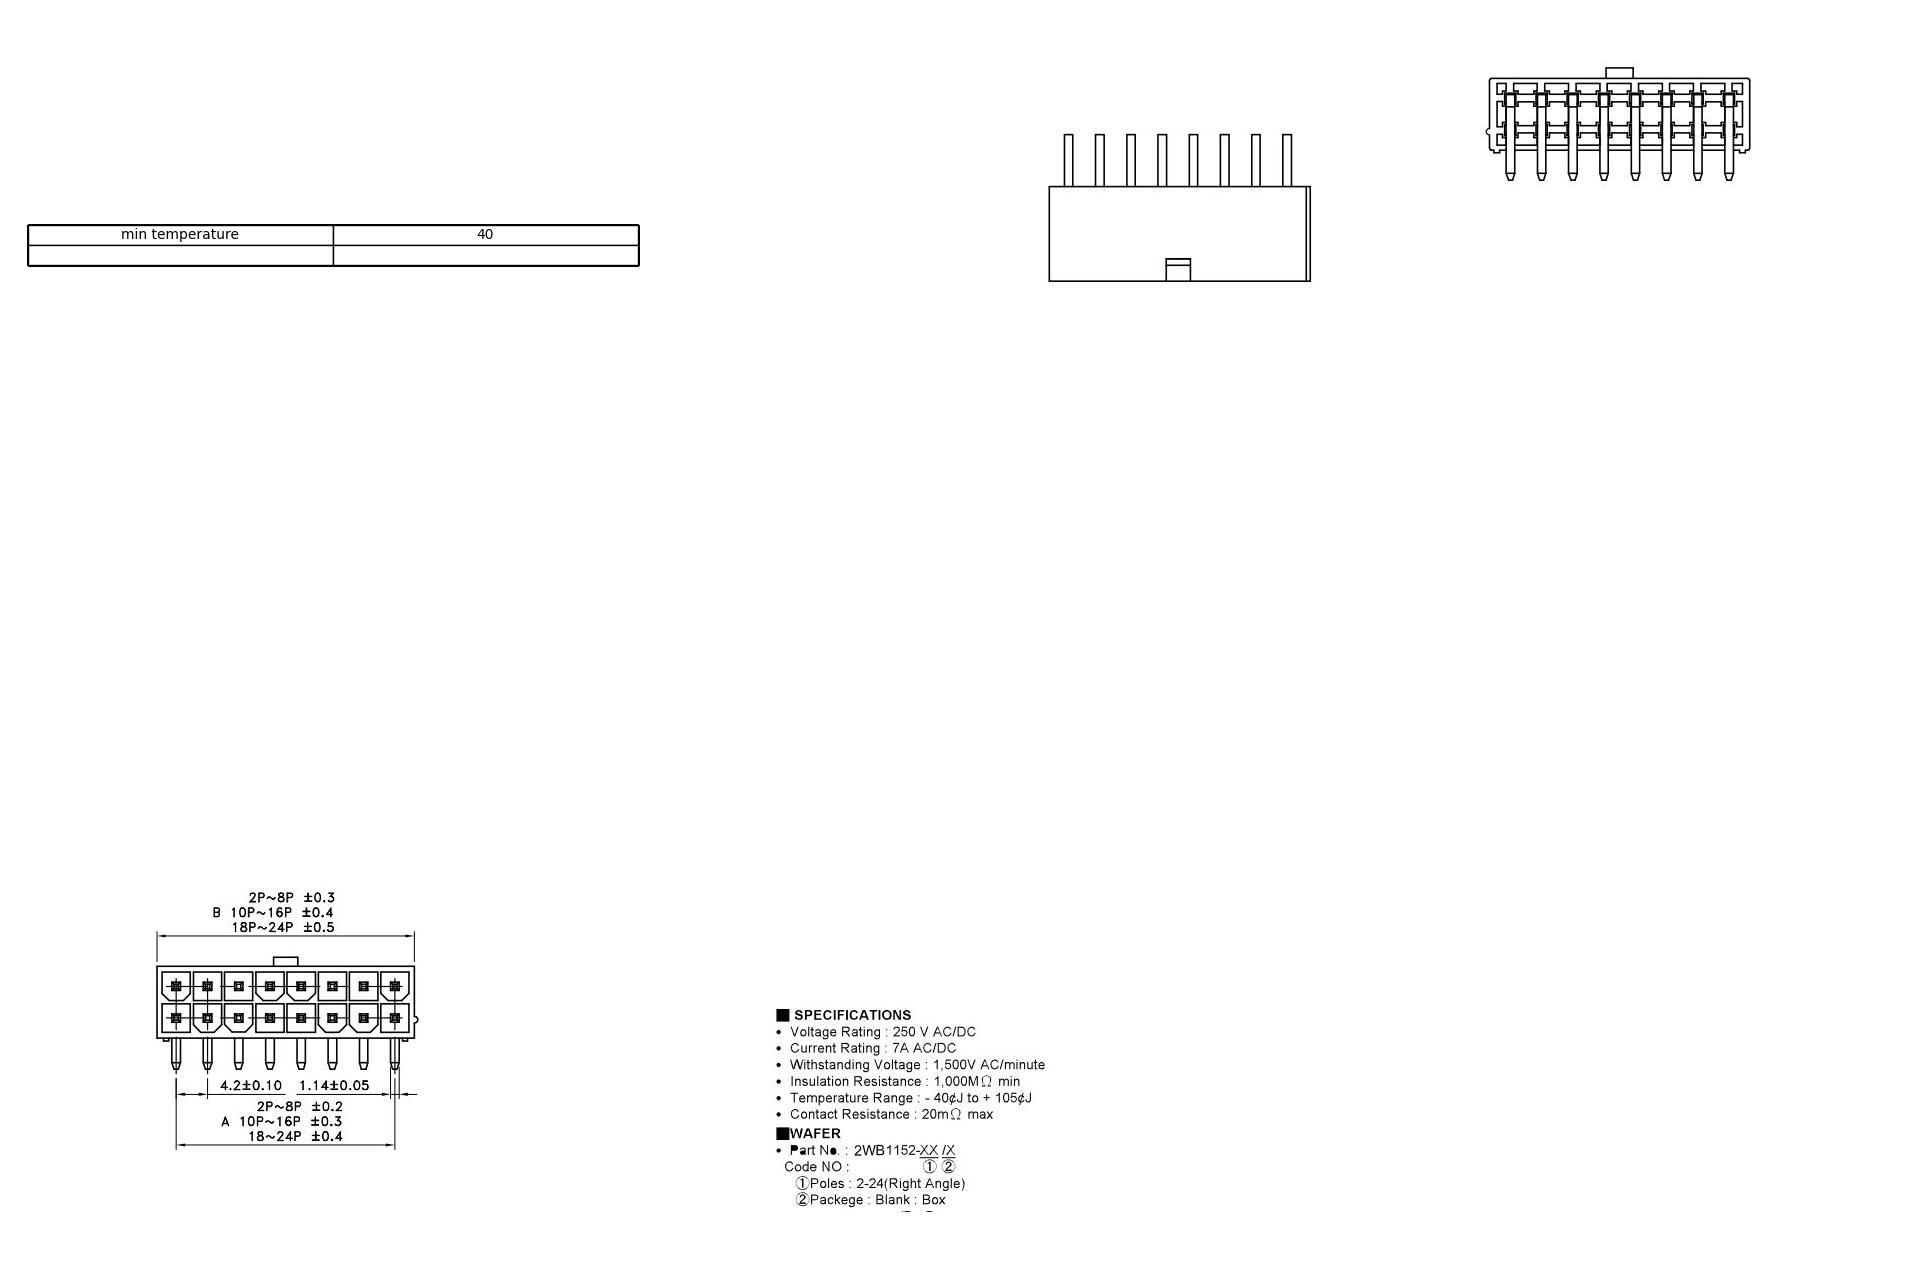 min temperature 40
2P~8P ±0.3
B 10P~16P ±0.4
18P~24P ±0.5
4.2±0.10 1.14±0.05
2P~8P ±0.2
A 10P~16P ±0.3
18~24P ±0.4
■ SPECIFICATIONS
• Voltage Rating : 250 V AC/DC
• Current Rating : 7A AC/DC
• Withstanding Voltage : 1,500V AC/minute
• Insulation Resistance : 1,000MΩ min
• Temperature Range : - 40¢J to + 105¢J
• Contact Resistance : 20mΩ max
■WAFER
• Part No. : 2WB1152-XX /X
Code NO : ① ②
①Poles : 2-24(Right Angle)
②Packege : Blank : Box